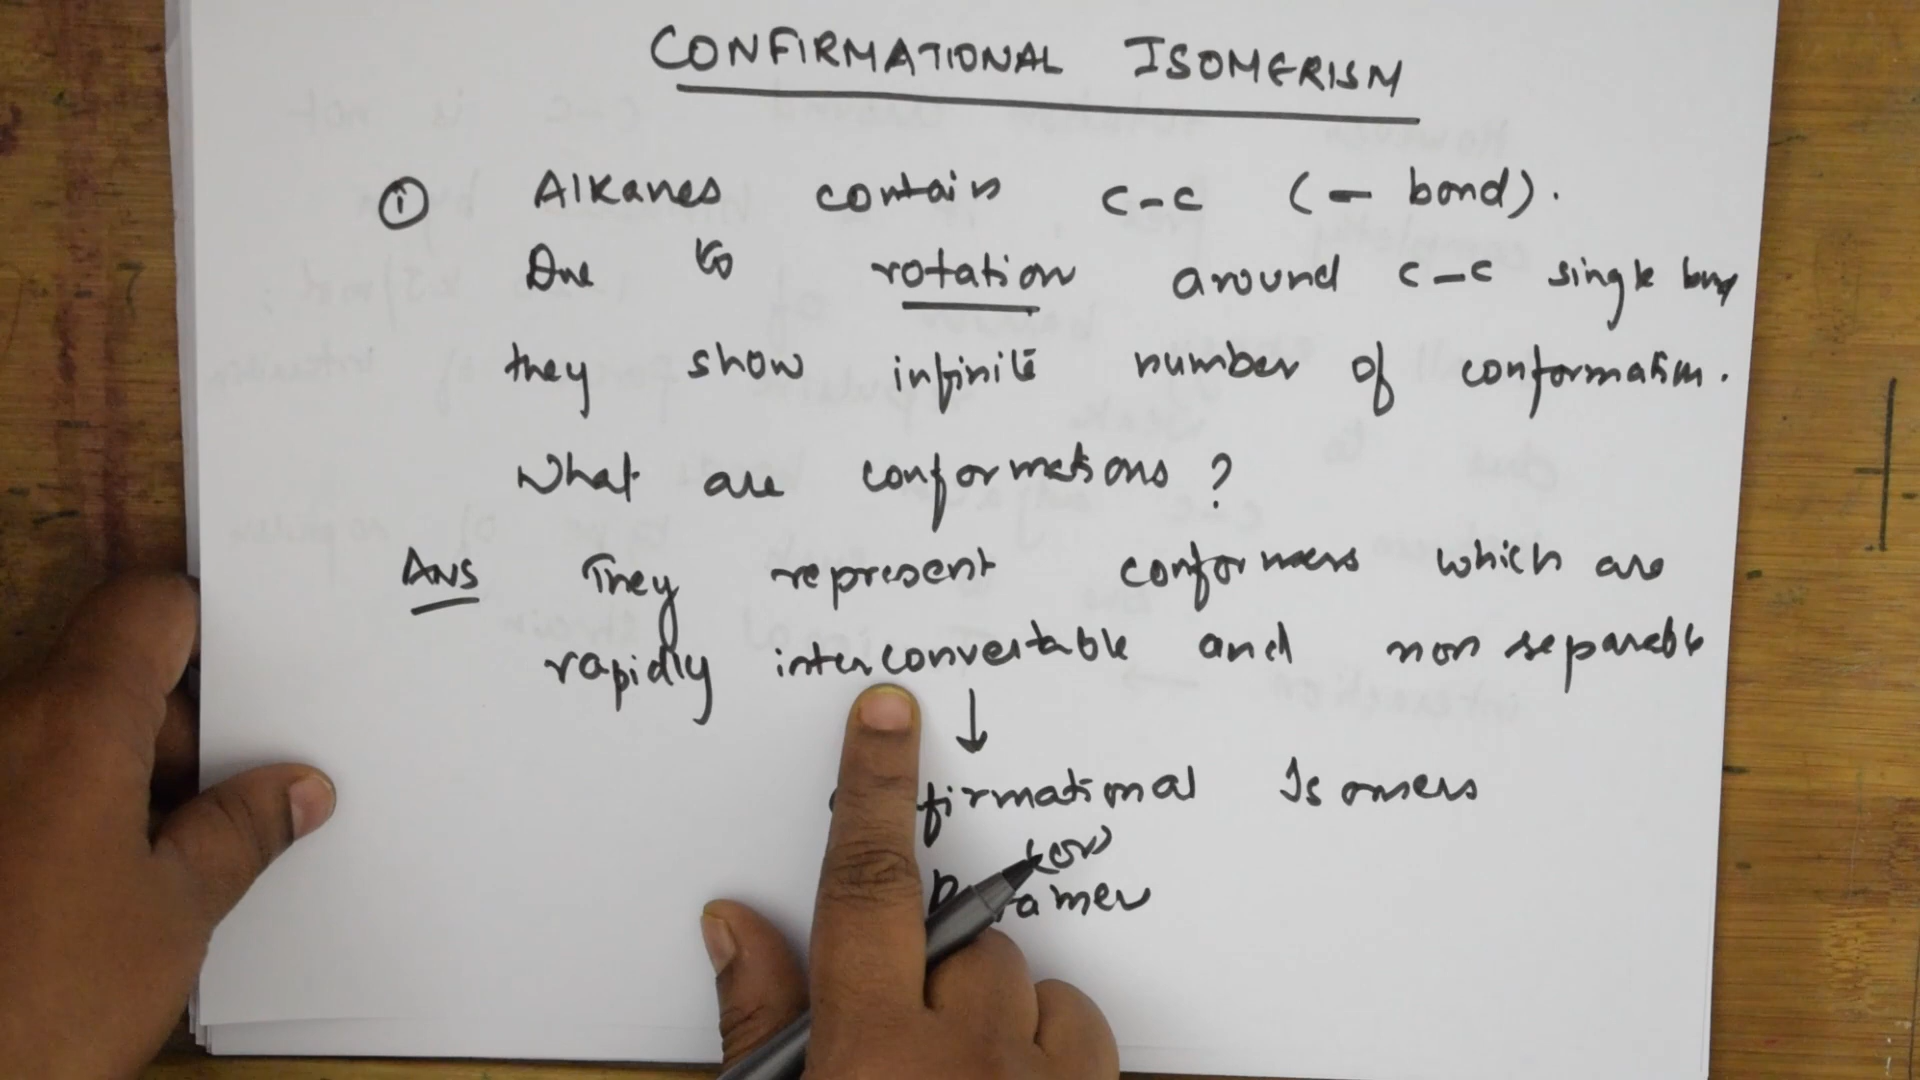 CONFIRMATIONAL ISOMERISM
① Alkanes contain C-C (- bond).
Due to rotation around C-C single
they show infinite number of conformation.
What are conformations?
ANS They represent conformers which are
rapidly interconvertable and non separable
↓
firmational Isomers
(or)
amer